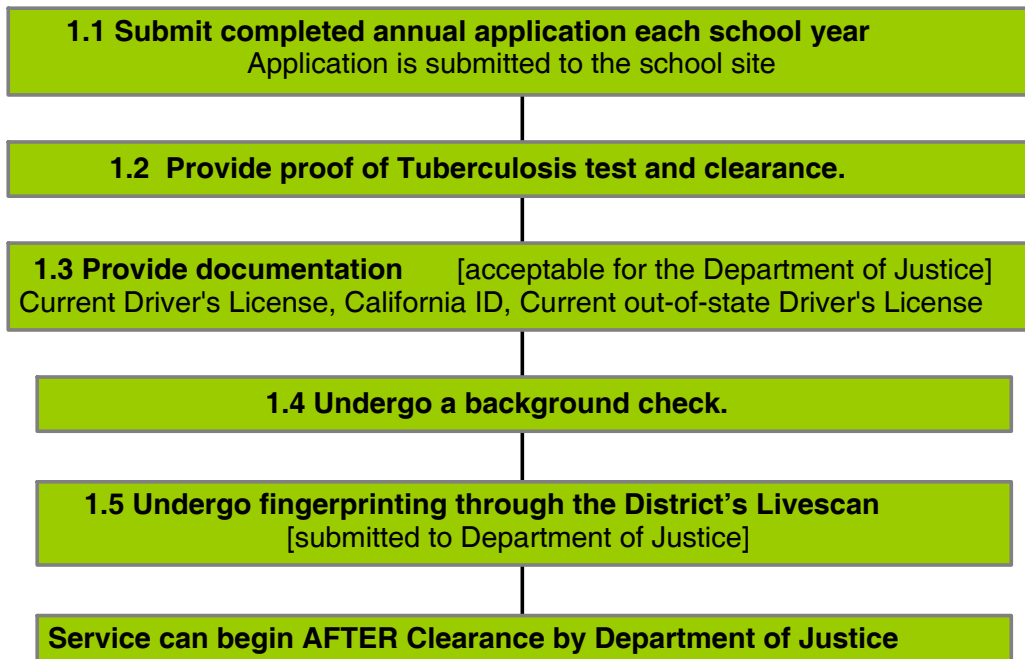 1.1 Submit completed annual application each school year
Application is submitted to the school site
1.2 Provide proof of Tuberculosis test and clearance.
1.3 Provide documentation [acceptable for the Department of Justice]
Current Driver's License, California ID, Current out-of-state Driver's License
1.4 Undergo a background check.
1.5 Undergo fingerprinting through the District’s Livescan
[submitted to Department of Justice]
Service can begin AFTER Clearance by Department of Justice